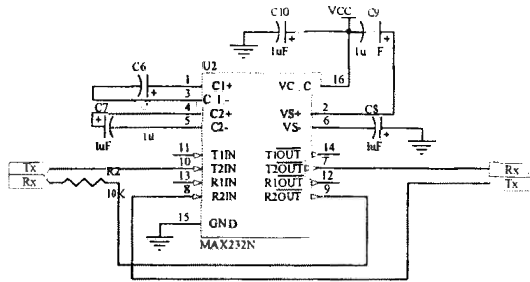 C10
VCC
C9
1uF
1u F
U2
C6
1 C1+ VCC 16
3 C1-
C7
4 C2+ VS+ 2
5 C2- VS- 6
C8
1uF 1u
1uF
11 T1IN T1OUT 14
Tx R2 10 T2IN T2OUT 7 Rx
Rx 13 R1IN R1OUT 12 Tx
10K 8 R2IN R2OUT 9
15 GND
MAX232N